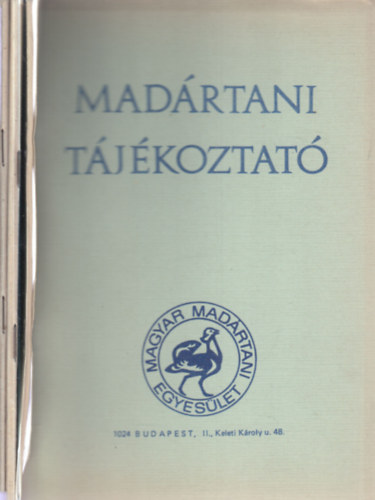 MADÁRTANI
TÁJÉKOZTATÓ
MAGYAR MADÁRTANI
EGYESÜLET
1024 BUDAPEST, II., Keleti Károly u. 48.